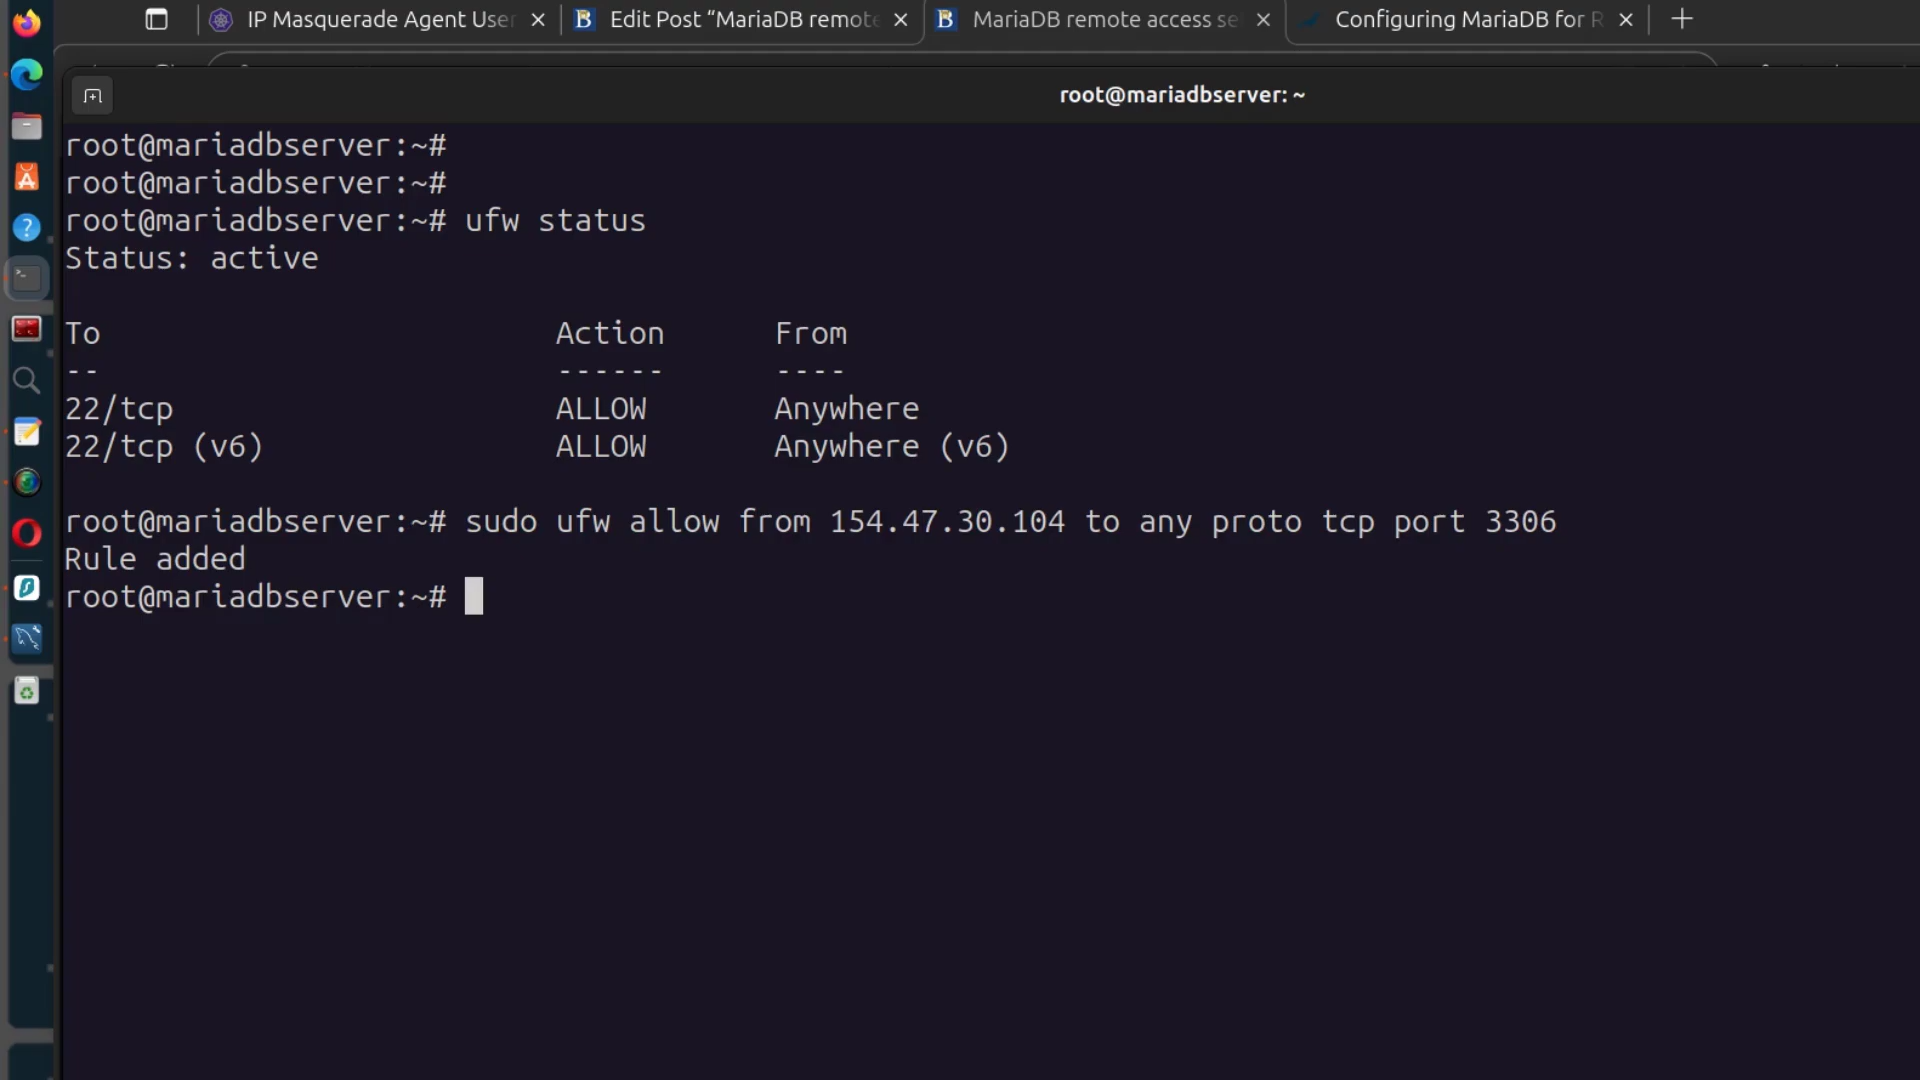 IP Masquerade Agent User
Edit Post “MariaDB remote
MariaDB remote access se
Configuring MariaDB for R
root@mariadbserver: ~
root@mariadbserver:~#
root@mariadbserver:~#
root@mariadbserver:~# ufw status
Status: active
To Action From
-- ------ ----
22/tcp ALLOW Anywhere
22/tcp (v6) ALLOW Anywhere (v6)
root@mariadbserver:~# sudo ufw allow from 154.47.30.104 to any proto tcp port 3306
Rule added
root@mariadbserver:~#